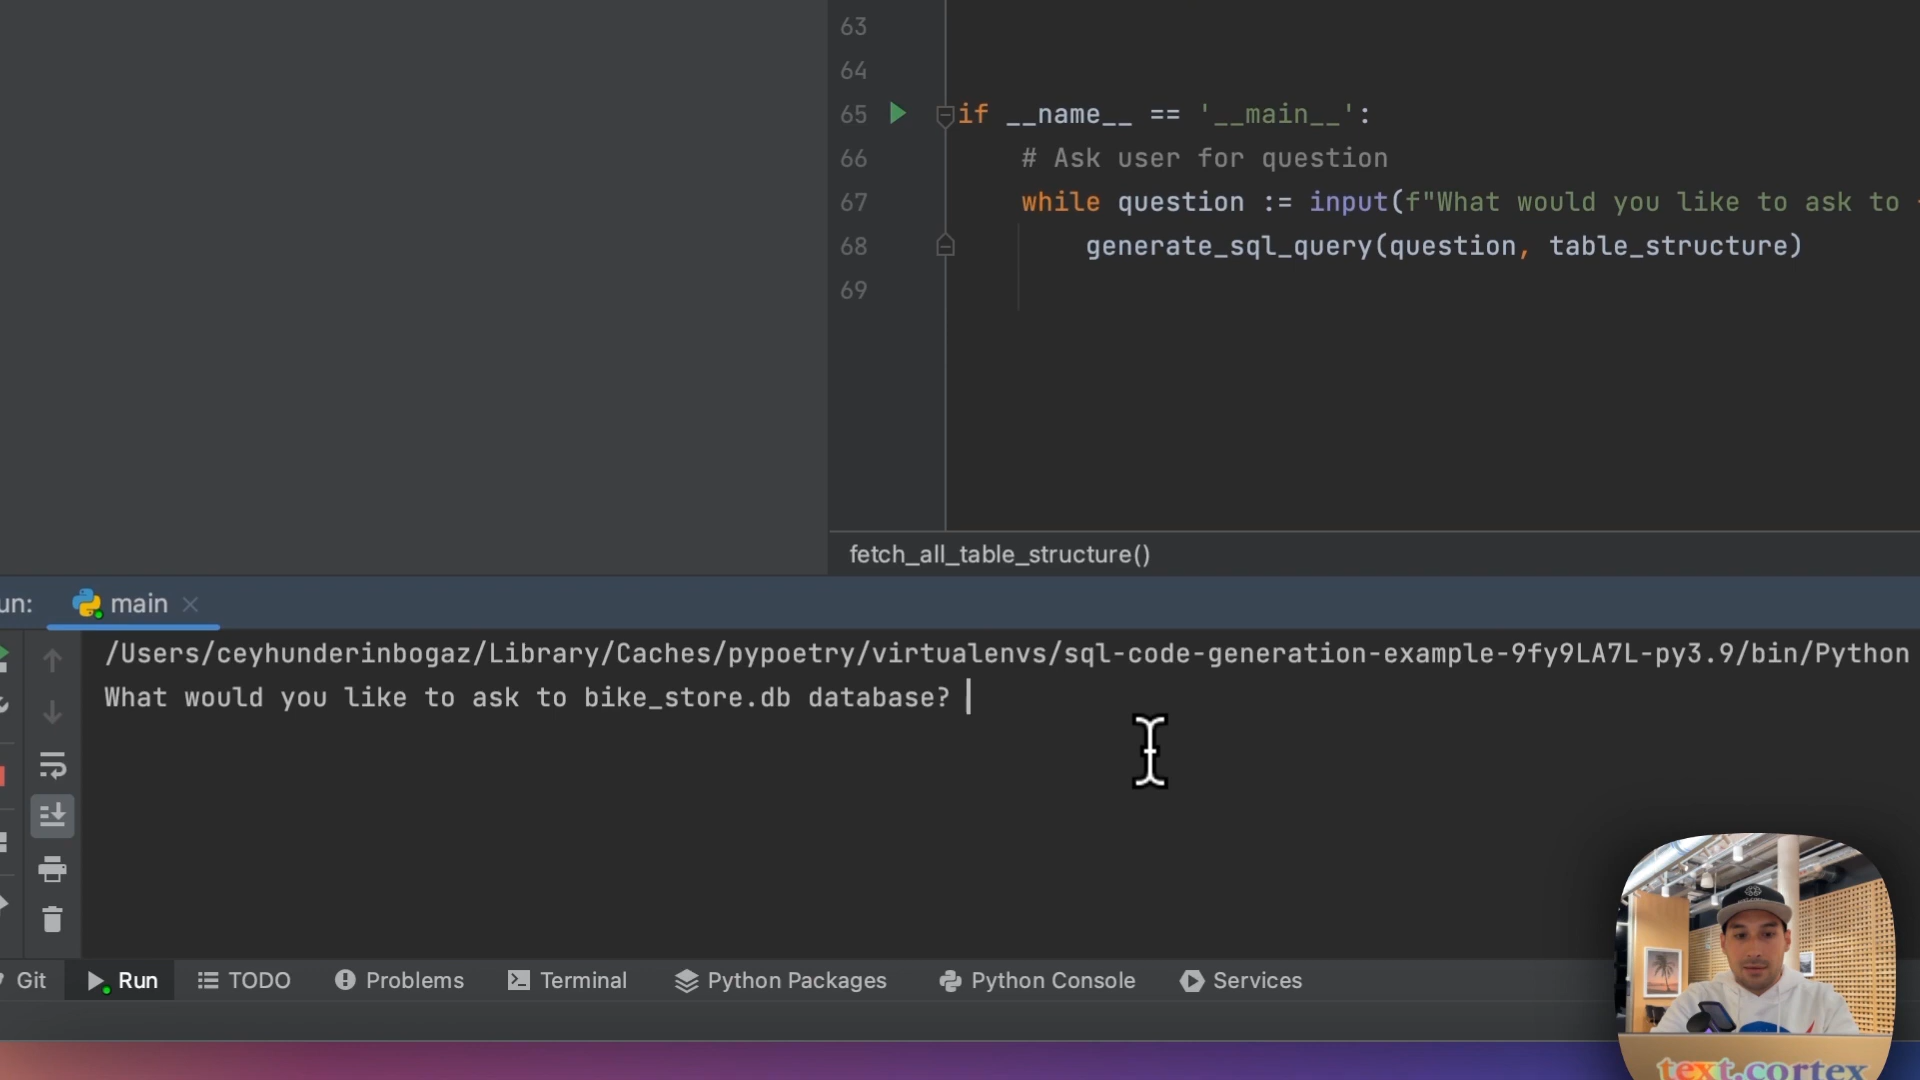 63
64
65 if __name__ == '__main__':
66 # Ask user for question
67 while question := input(f"What would you like to ask to
68 generate_sql_query(question, table_structure)
69
fetch_all_table_structure()
un: main
/Users/ceyhunderinbogaz/Library/Caches/pypoetry/virtualenvs/sql-code-generation-example-9fy9LA7L-py3.9/bin/Python
What would you like to ask to bike_store.db database?
Git Run TODO Problems Terminal Python Packages Python Console Services
text.cortex